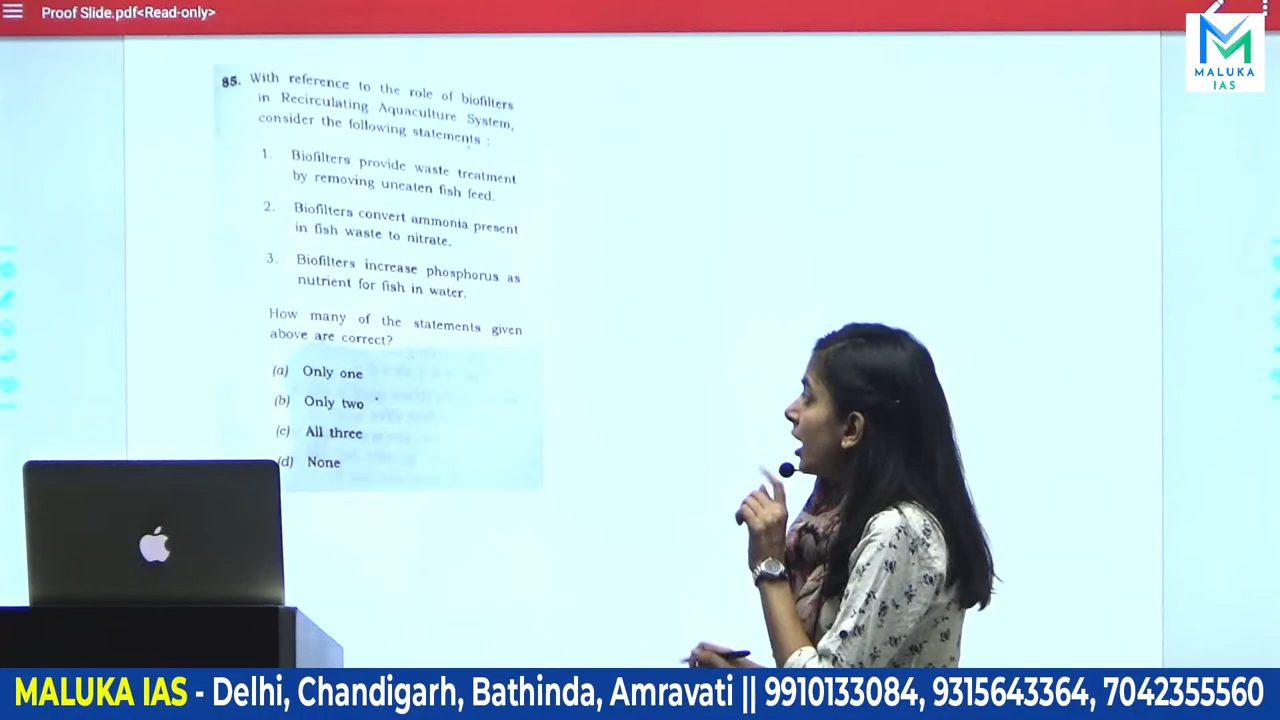 Proof Slide.pdf<Read-only>
MALUKA
IAS
85. With reference to the role of biofilters
in Recirculating Aquaculture System,
consider the following statements :
1. Biofilters provide waste treatment
by removing uneaten fish feed.
2. Biofilters convert ammonia present
in fish waste to nitrate.
3. Biofilters increase phosphorus as
nutrient for fish in water.
How many of the statements given
above are correct?
(a) Only one
(b) Only two
(c) All three
(d) None
MALUKA IAS - Delhi, Chandigarh, Bathinda, Amravati || 9910133084, 9315643364, 7042355560